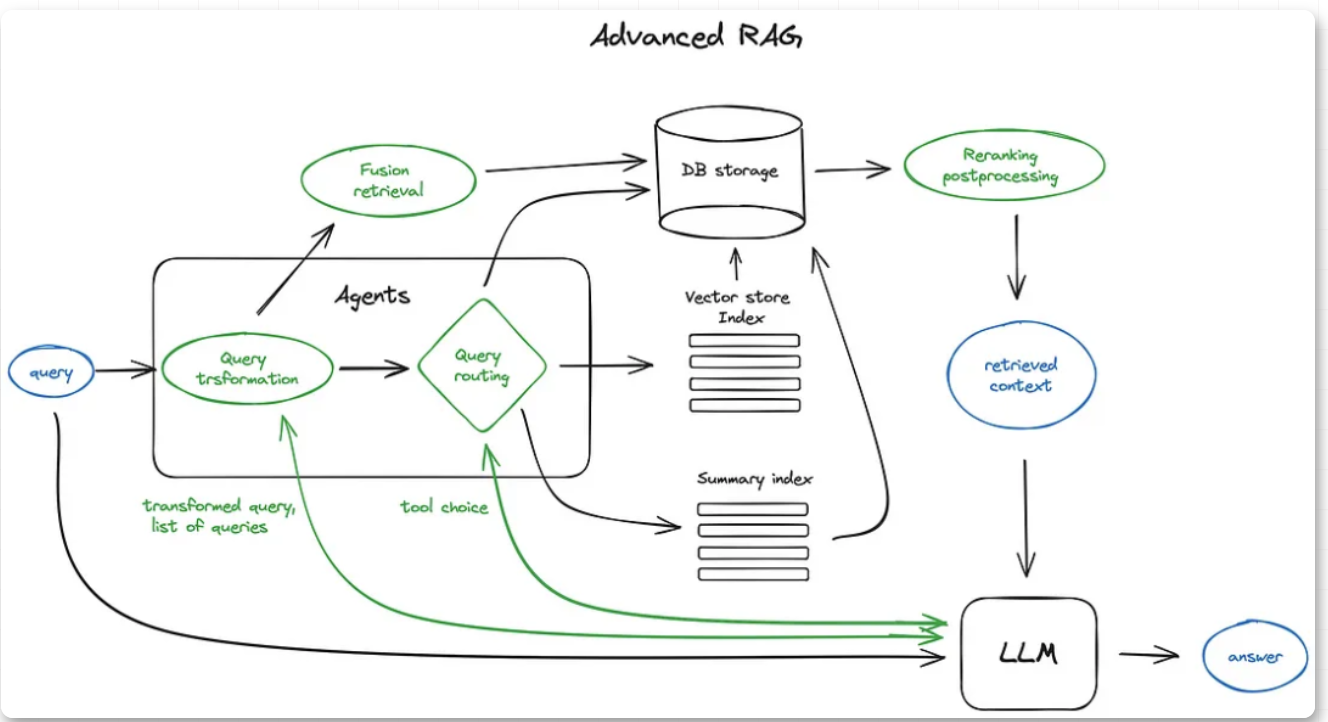 Advanced RAG
Fusion
retrieval
DB storage
Reranking
postprocessing
Agents
Vector store
Index
query
Query
trsformation
Query
routing
retrieved
context
transformed query,
list of queries
tool choice
Summary index
LLM
answer